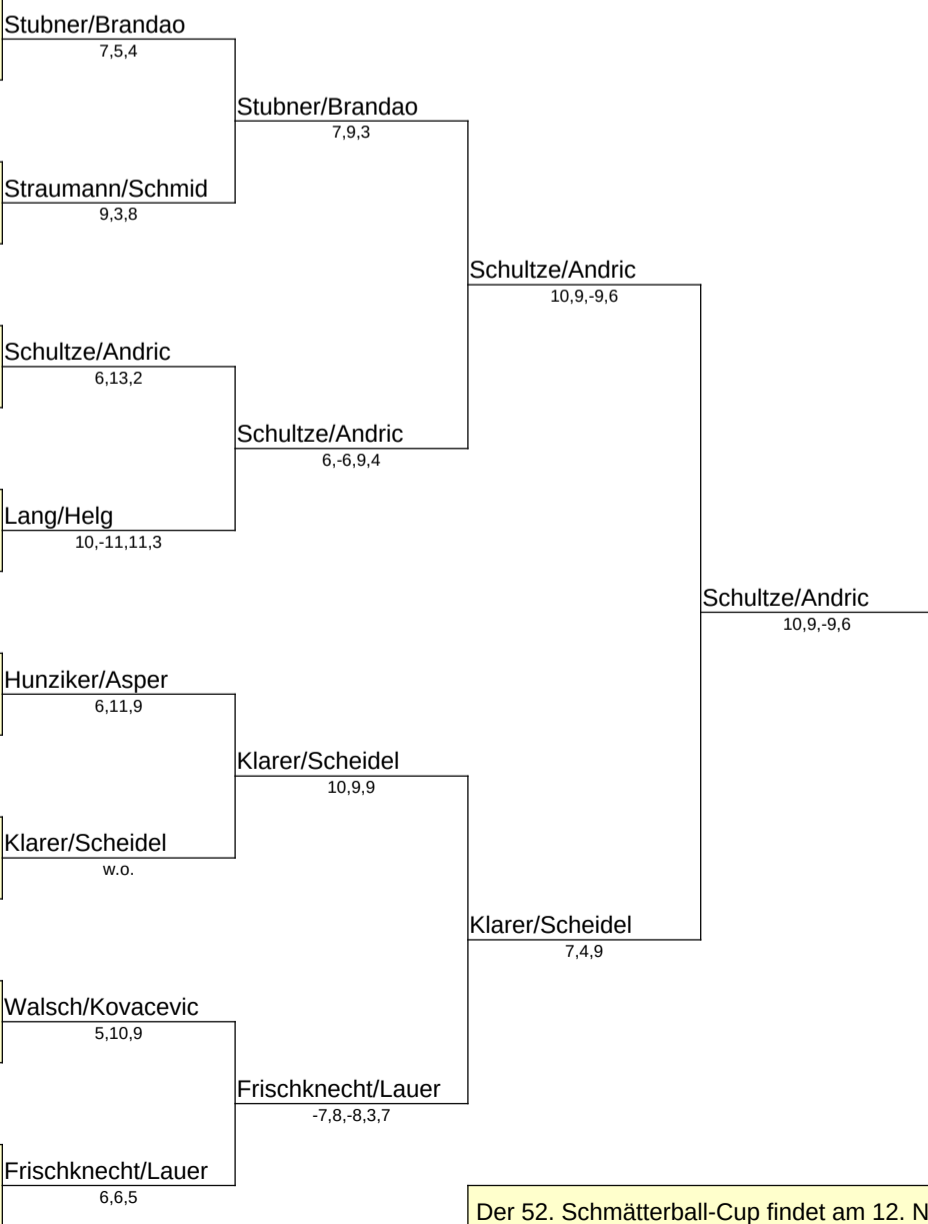 Stubner/Brandao
7,5,4
Stubner/Brandao
7,9,3
Straumann/Schmid
9,3,8
Schultze/Andric
10,9,-9,6
Schultze/Andric
6,13,2
Schultze/Andric
6,-6,9,4
Lang/Helg
10,-11,11,3
Schultze/Andric
10,9,-9,6
Hunziker/Asper
6,11,9
Klarer/Scheidel
10,9,9
Klarer/Scheidel
w.o.
Klarer/Scheidel
7,4,9
Walsch/Kovacevic
5,10,9
Frischknecht/Lauer
-7,8,-8,3,7
Frischknecht/Lauer
6,6,5
Der 52. Schmätterball-Cup findet am 12. N